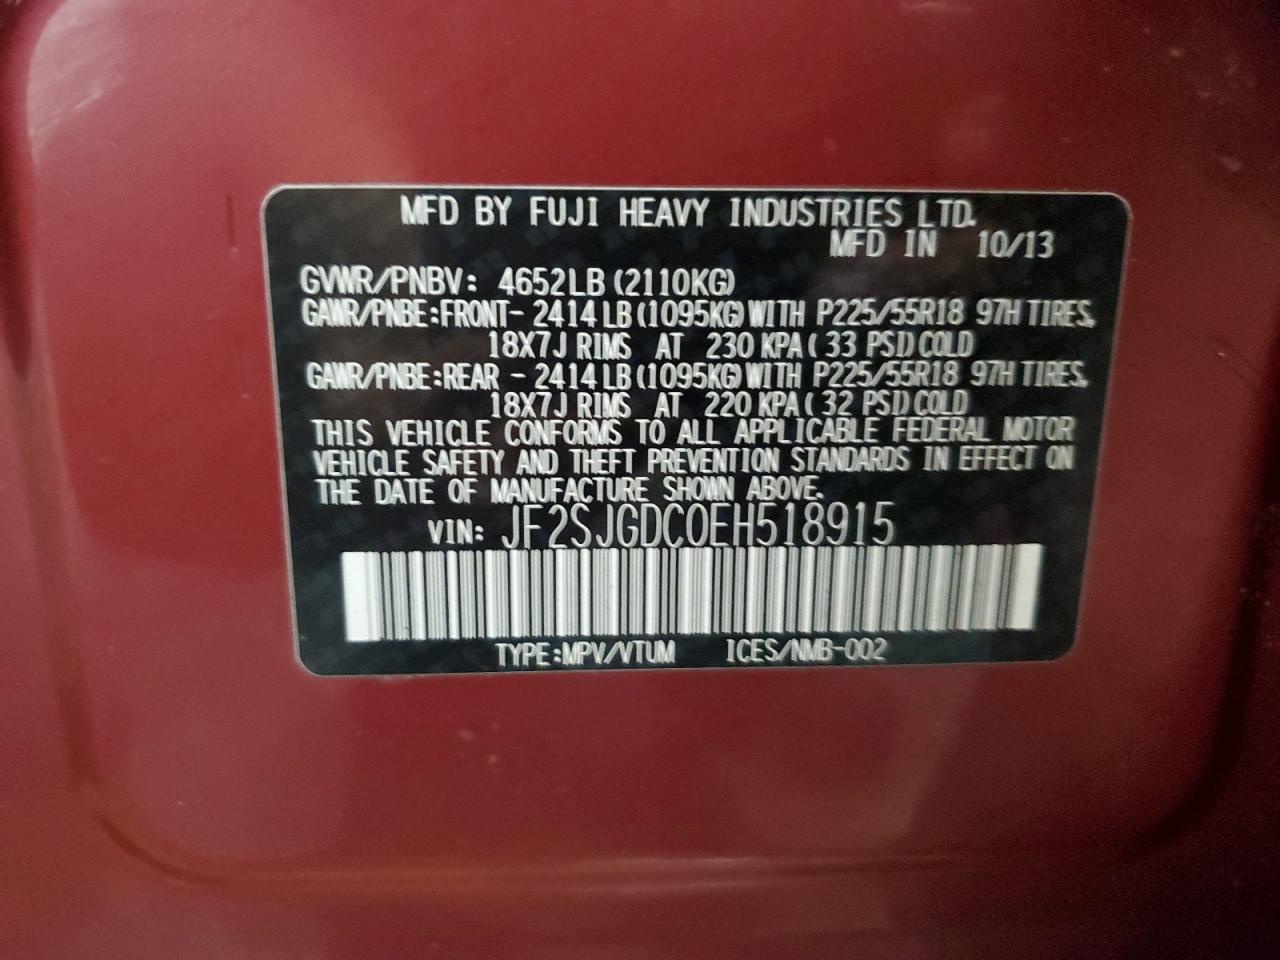 MFD BY FUJI HEAVY INDUSTRIES LTD.
MFD IN 10/13
GVWR/PNBV: 4652LB (2110KG)
GAWR/PNBE:FRONT- 2414LB (1095KG) WITH P225/55R18 97H TIRES,
18X7J RIMS AT 230 KPA ( 33 PSI) COLD
GAWR/PNBE:REAR - 2414LB (1095KG) WITH P225/55R18 97H TIRES,
18X7J RIMS AT 220 KPA ( 32 PSI) COLD
THIS VEHICLE CONFORMS TO ALL APPLICABLE FEDERAL MOTOR
VEHICLE SAFETY AND THEFT PREVENTION STANDARDS IN EFFECT ON
THE DATE OF MANUFACTURE SHOWN ABOVE.
VIN: JF2SJGDC0EH518915
TYPE:MPV/VTUM ICES/NMB-002